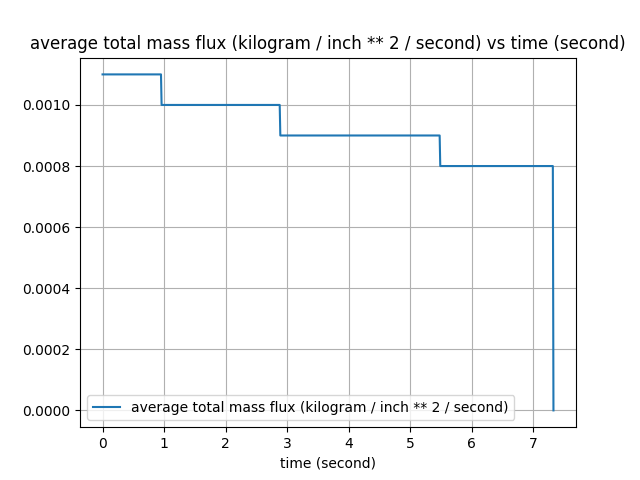 average total mass flux (kilogram / inch ** 2 / second) vs time (second)
0.0010
0.0008
0.0006
0.0004
0.0002
0.0000
average total mass flux (kilogram / inch ** 2 / second)
0 1 2 3 4 5 6 7
time (second)